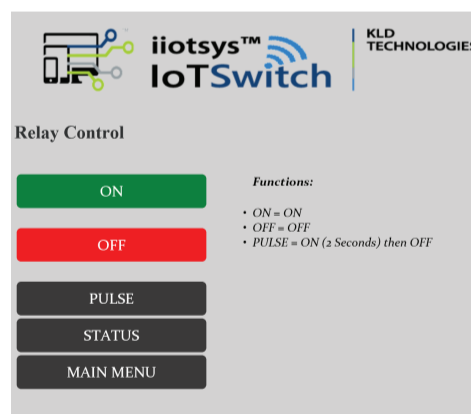 iiotsys™
IoTSwitch
KLD
TECHNOLOGIES
Relay Control
ON
OFF
PULSE
STATUS
MAIN MENU
Functions:
• ON = ON
• OFF = OFF
• PULSE = ON (2 Seconds) then OFF